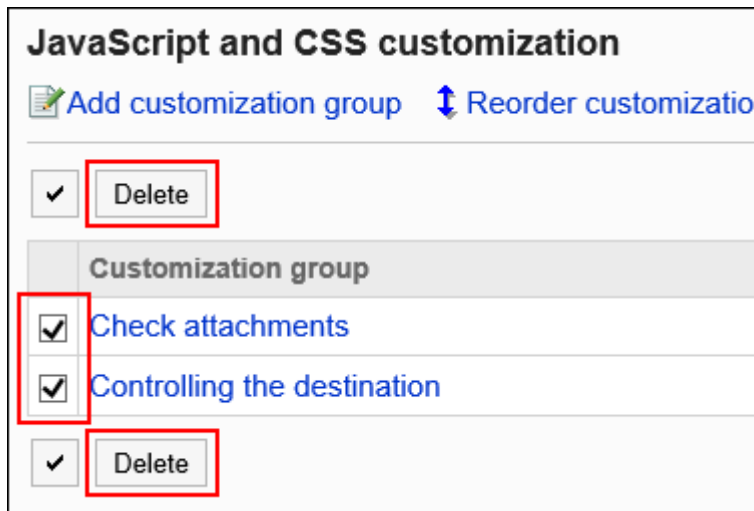 JavaScript and CSS customization
Add customization group Reorder customizatio
Delete
Customization group
Check attachments
Controlling the destination
Delete